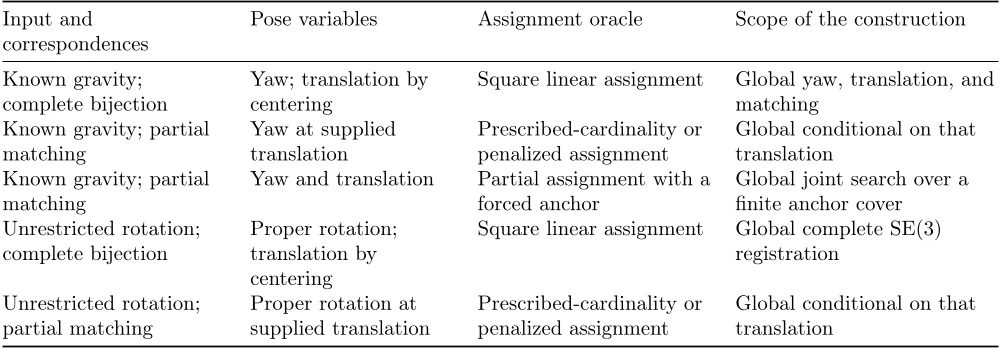 Input and correspondences | Pose variables | Assignment oracle | Scope of the construction
Known gravity; complete bijection | Yaw; translation by centering | Square linear assignment | Global yaw, translation, and matching
Known gravity; partial matching | Yaw at supplied translation | Prescribed-cardinality or penalized assignment | Global conditional on that translation
Known gravity; partial matching | Yaw and translation | Partial assignment with a forced anchor | Global joint search over a finite anchor cover
Unrestricted rotation; complete bijection | Proper rotation; translation by centering | Square linear assignment | Global complete SE(3) registration
Unrestricted rotation; partial matching | Proper rotation at supplied translation | Prescribed-cardinality or penalized assignment | Global conditional on that translation